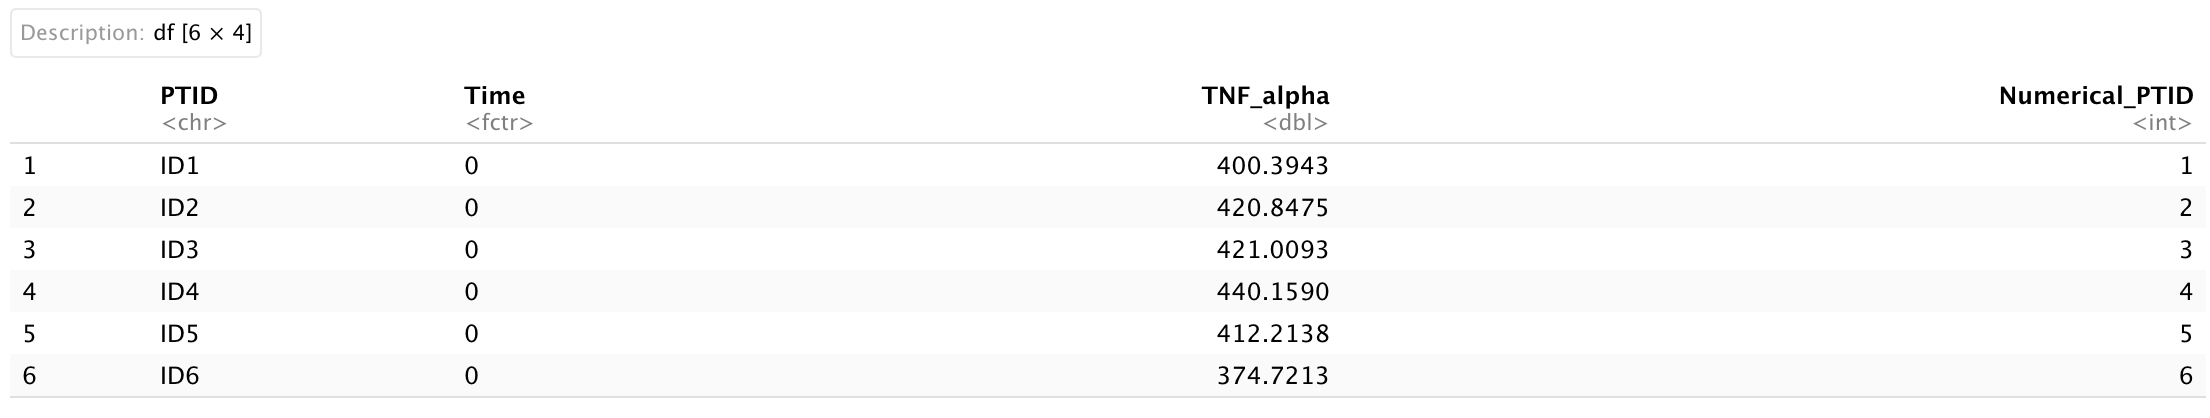 Description: df [6 × 4]
PTID Time TNF_alpha Numerical_PTID
<chr> <fctr> <dbl> <int>
1 ID1 0 400.3943 1
2 ID2 0 420.8475 2
3 ID3 0 421.0093 3
4 ID4 0 440.1590 4
5 ID5 0 412.2138 5
6 ID6 0 374.7213 6